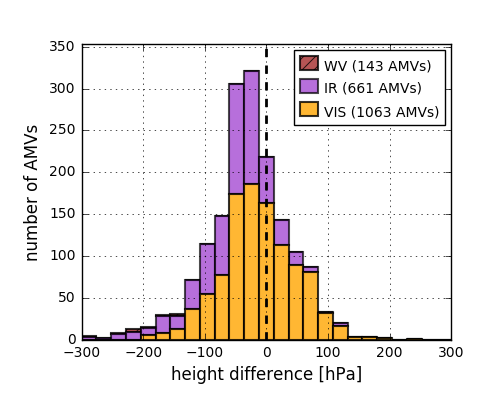 350
300
250
200
150
100
50
0
number of AMVs
WV (143 AMVs)
IR (661 AMVs)
VIS (1063 AMVs)
−300 −200 −100 0 100 200 300
height difference [hPa]